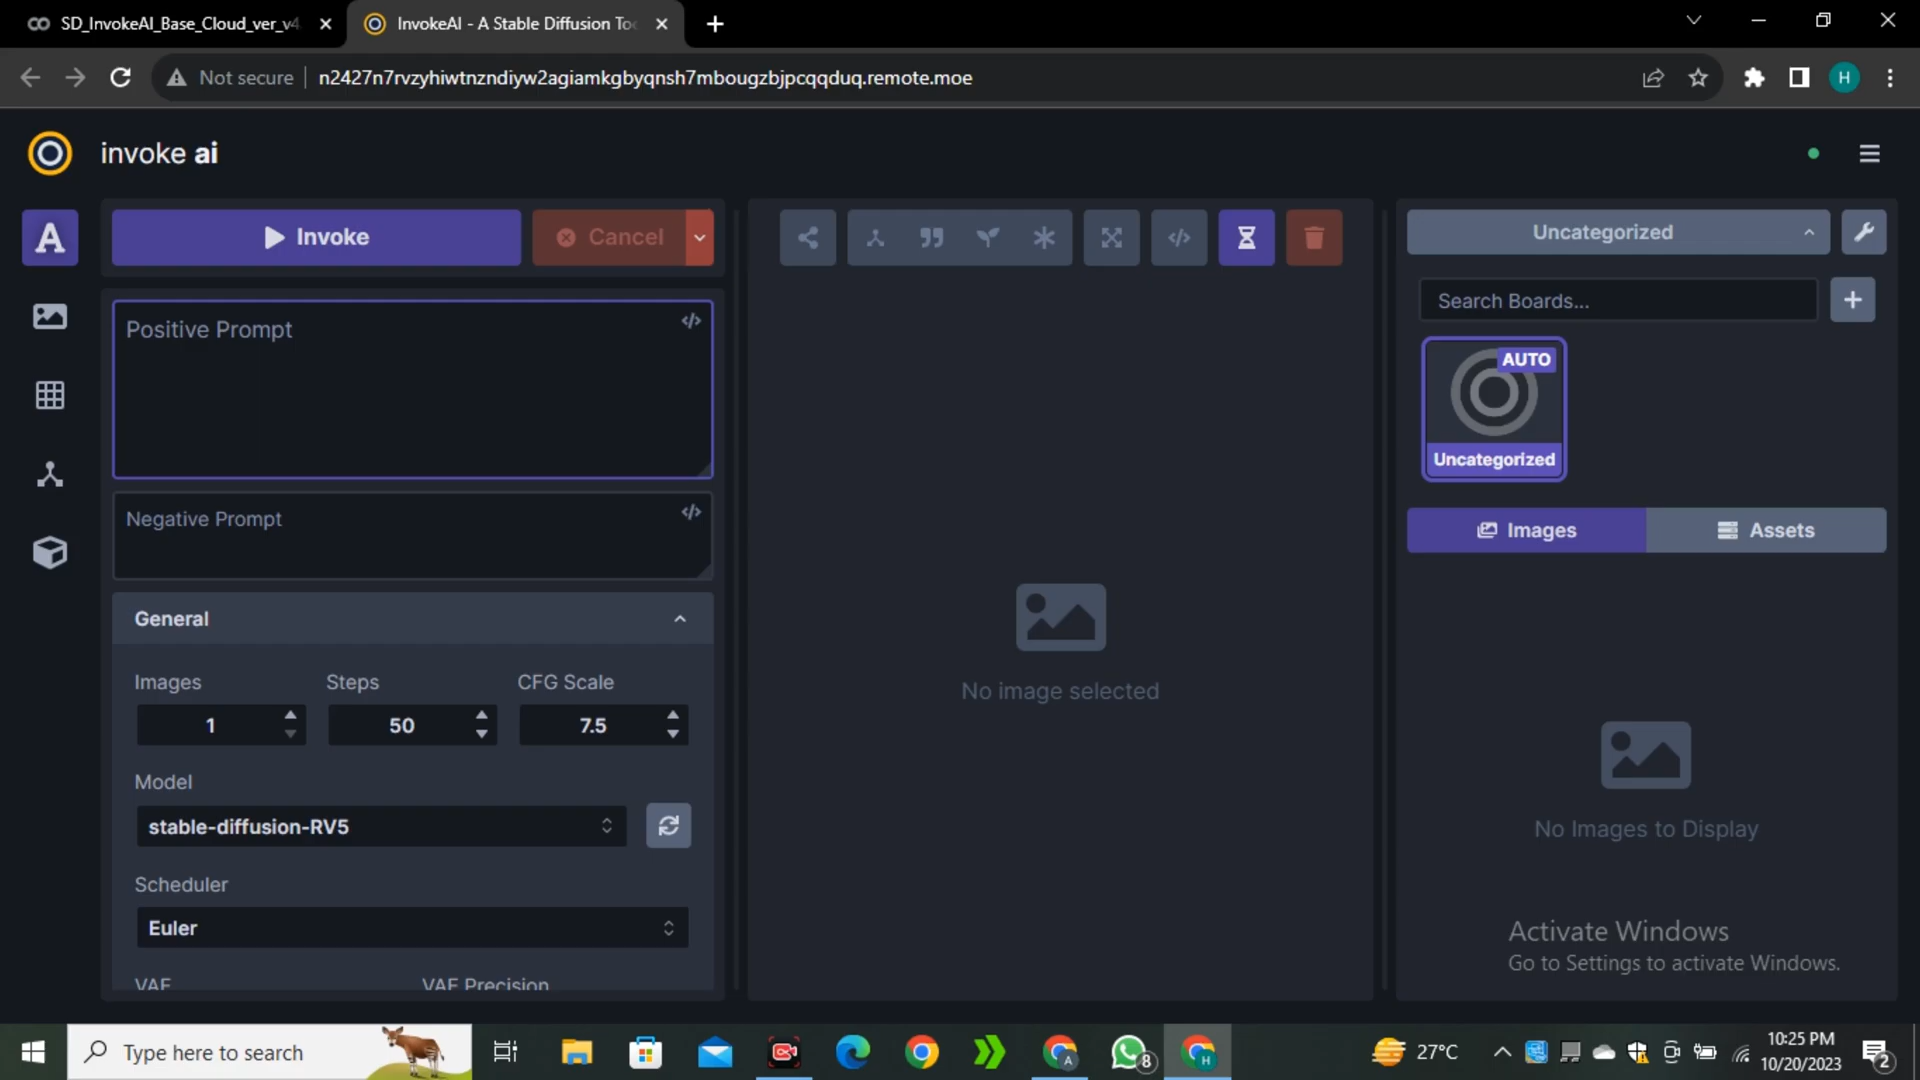 SD_InvokeAI_Base_Cloud_ver_v4
InvokeAI - A Stable Diffusion Too
Not secure
n2427n7rvzyhiwtnzndiyw2agiamkgbyqnsh7mbougzbjpcqqduq.remote.moe
H
invoke ai
A
Invoke
Cancel
Positive Prompt
Negative Prompt
General
Images
Steps
CFG Scale
1
50
7.5
Model
stable-diffusion-RV5
Scheduler
Euler
VAE
VAE Precision
No image selected
Uncategorized
Search Boards...
AUTO
Uncategorized
Images
Assets
No Images to Display
Activate Windows
Go to Settings to activate Windows.
Type here to search
A
8
H
27°C
10:25 PM
10/20/2023
2